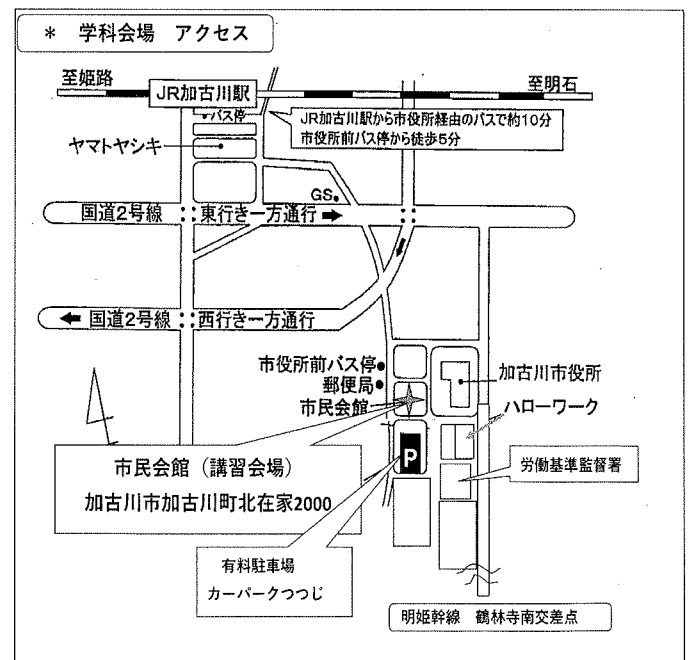 * 学科会場 アクセス
至姫路
JR加古川駅
至明石
バス停
JR加古川駅から市役所経由のバスで約10分
市役所前バス停から徒歩5分
ヤマトヤシキ
GS
国道2号線
東行き一方通行
国道2号線
西行き一方通行
市役所前バス停
郵便局
市民会館
加古川市役所
ハローワーク
市民会館（講習会場）
加古川市加古川町北在家2000
P
労働基準監督署
有料駐車場
カーパークつつじ
明姫幹線 鶴林寺南交差点